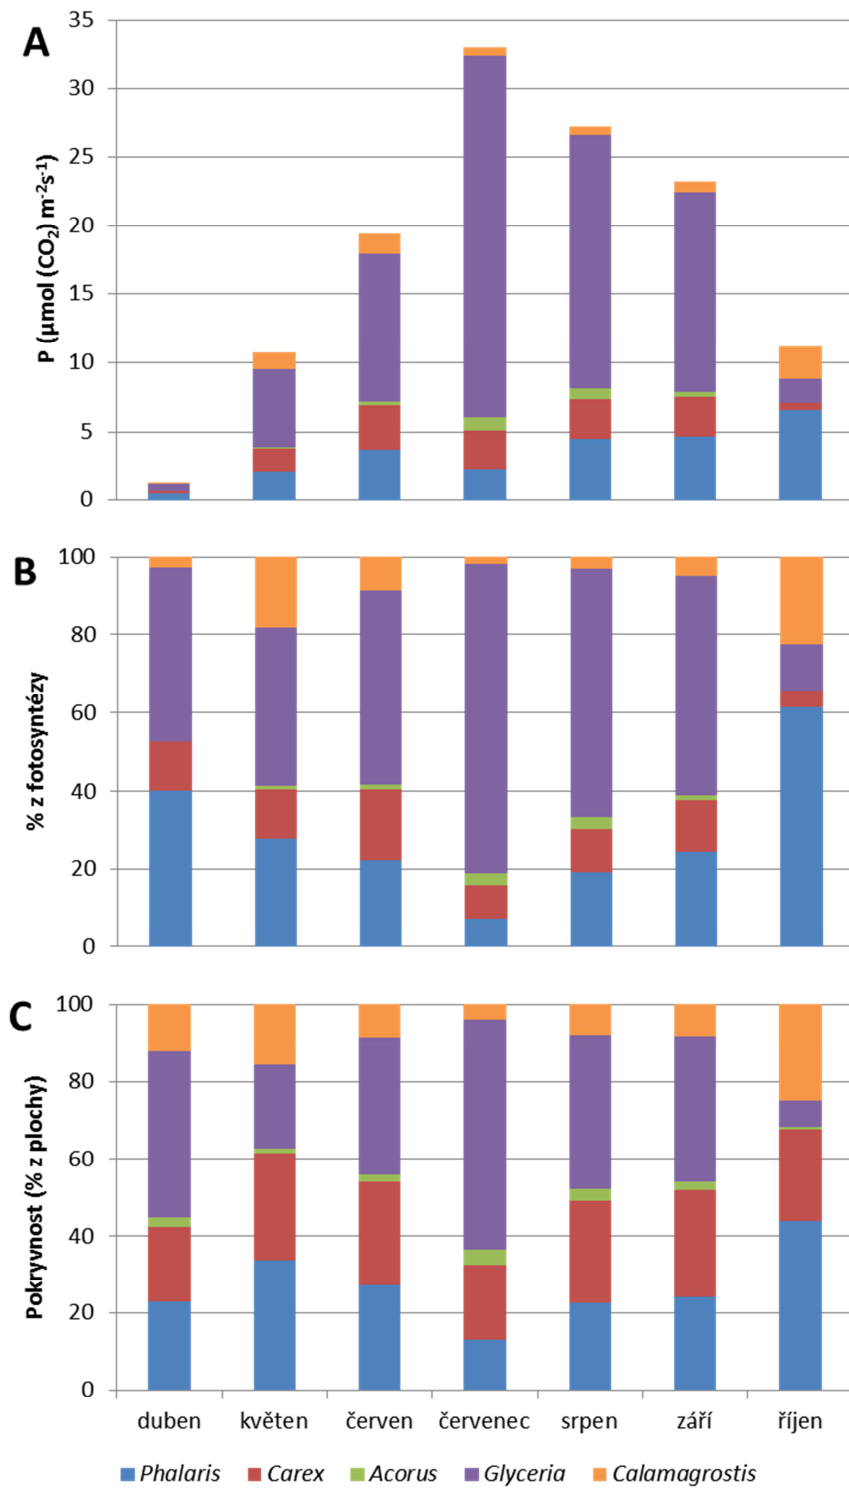 A
P (µmol (CO₂) m⁻²s⁻¹)
35
30
25
20
15
10
5
0
B
% z fotosyntézy
100
80
60
40
20
0
C
Pokryvnost (% z plochy)
100
80
60
40
20
0
duben květen červen červenec srpen září říjen
Phalaris Carex Acorus Glyceria Calamagrostis